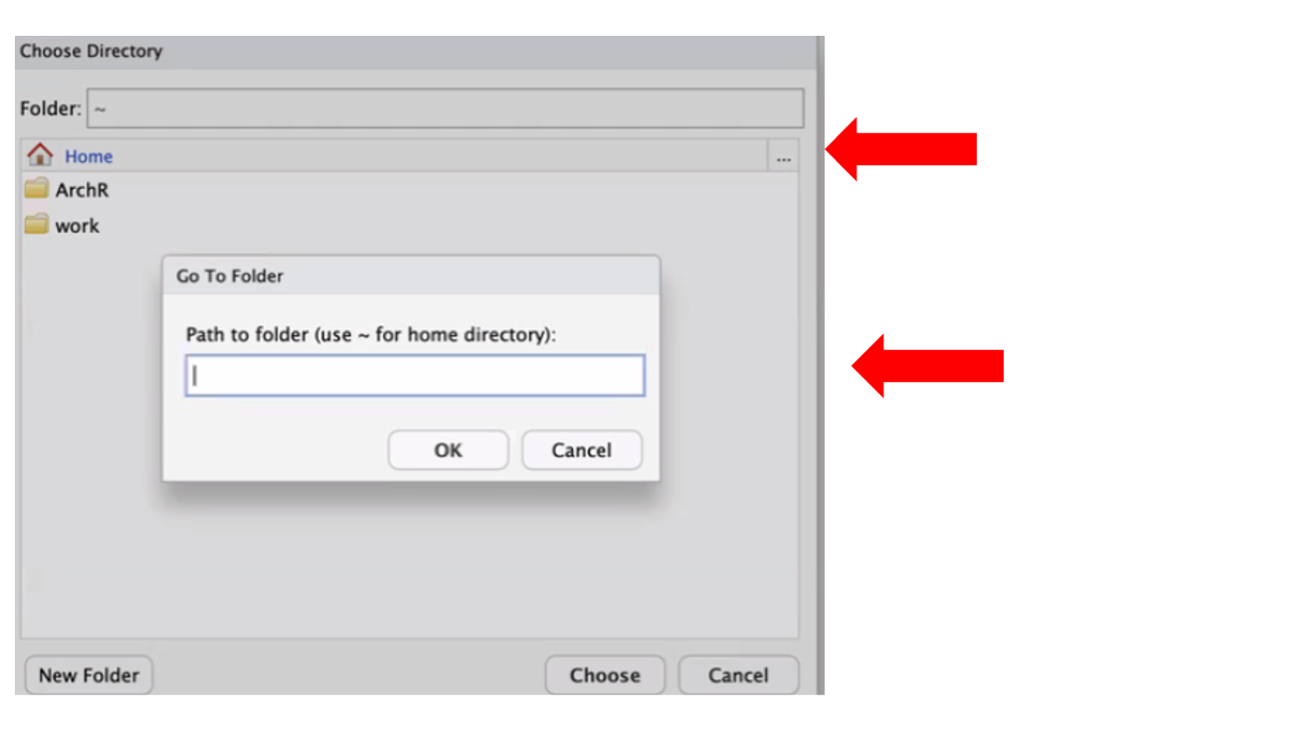 Choose Directory
Folder: ~
Home ...
ArchR
work
Go To Folder
Path to folder (use ~ for home directory):
OK Cancel
New Folder Choose Cancel